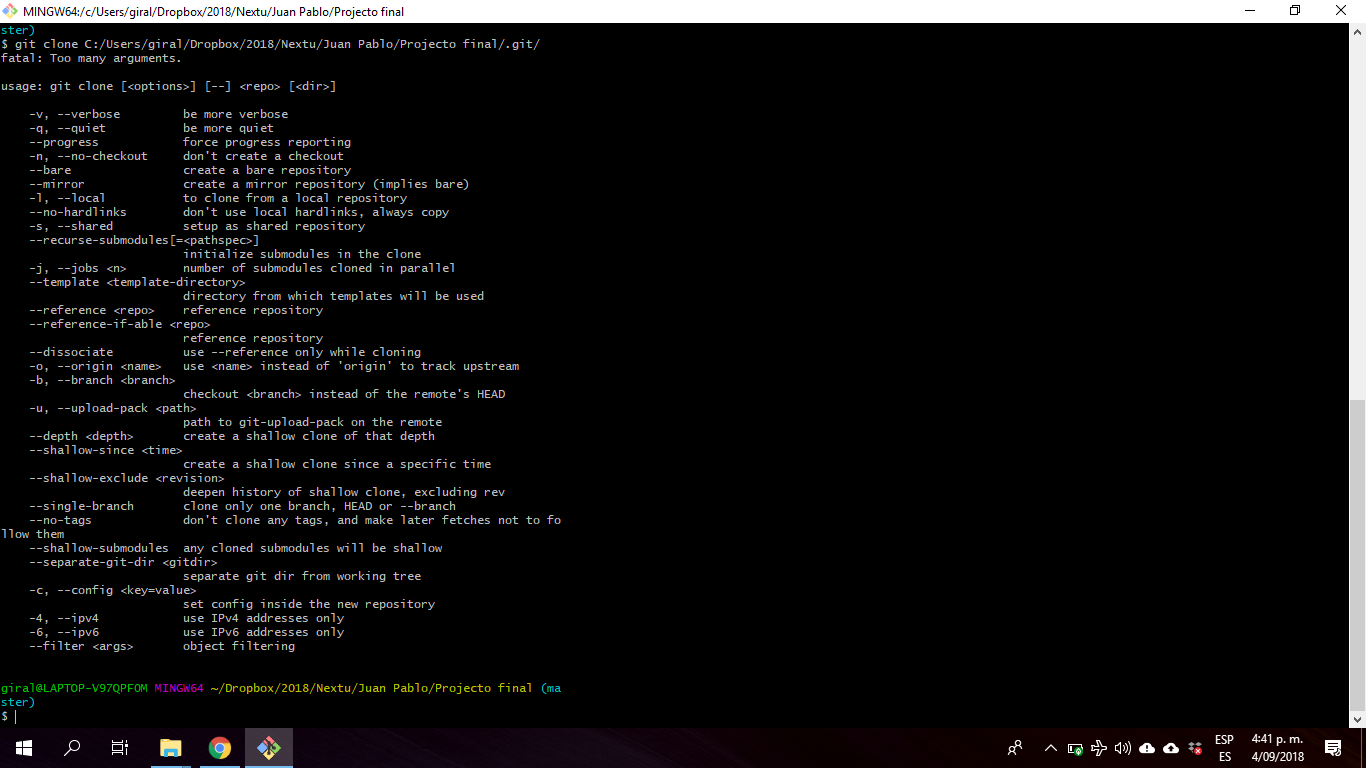 MINGW64:/c/Users/giral/Dropbox/2018/Nextu/Juan Pablo/Projecto final
ster)
$ git clone C:/Users/giral/Dropbox/2018/Nextu/Juan Pablo/Projecto final/.git/
fatal: Too many arguments.
usage: git clone [<options>] [--] <repo> [<dir>]
-v, --verbose be more verbose
-q, --quiet be more quiet
--progress force progress reporting
-n, --no-checkout don't create a checkout
--bare create a bare repository
--mirror create a mirror repository (implies bare)
-l, --local to clone from a local repository
--no-hardlinks don't use local hardlinks, always copy
-s, --shared setup as shared repository
--recurse-submodules[=<pathspec>]
initialize submodules in the clone
-j, --jobs <n> number of submodules cloned in parallel
--template <template-directory>
directory from which templates will be used
--reference <repo> reference repository
--reference-if-able <repo>
reference repository
--dissociate use --reference only while cloning
-o, --origin <name> use <name> instead of 'origin' to track upstream
-b, --branch <branch>
checkout <branch> instead of the remote's HEAD
-u, --upload-pack <path>
path to git-upload-pack on the remote
--depth <depth> create a shallow clone of that depth
--shallow-since <time>
create a shallow clone since a specific time
--shallow-exclude <revision>
deepen history of shallow clone, excluding rev
--single-branch clone only one branch, HEAD or --branch
--no-tags don't clone any tags, and make later fetches not to fo
llow them
--shallow-submodules any cloned submodules will be shallow
--separate-git-dir <gitdir>
separate git dir from working tree
-c, --config <key=value>
set config inside the new repository
-4, --ipv4 use IPv4 addresses only
-6, --ipv6 use IPv6 addresses only
--filter <args> object filtering
giral@LAPTOP-V97QPFOM MINGW64 ~/Dropbox/2018/Nextu/Juan Pablo/Projecto final (ma
ster)
$
ESP 4:41 p. m.
ES 4/09/2018